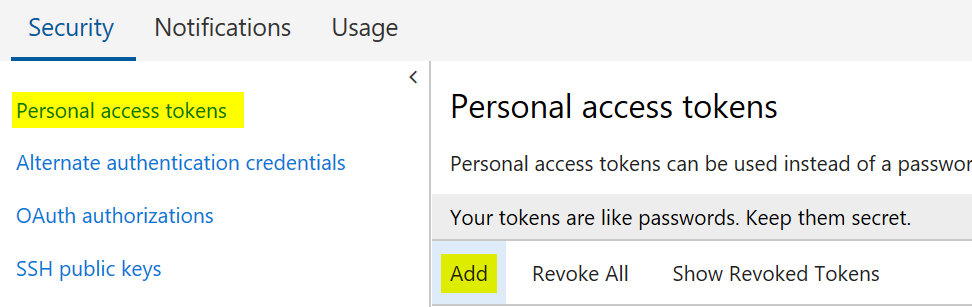 Security Notifications Usage
Personal access tokens
Alternate authentication credentials
OAuth authorizations
SSH public keys
Personal access tokens
Personal access tokens can be used instead of a passwor
Your tokens are like passwords. Keep them secret.
Add Revoke All Show Revoked Tokens